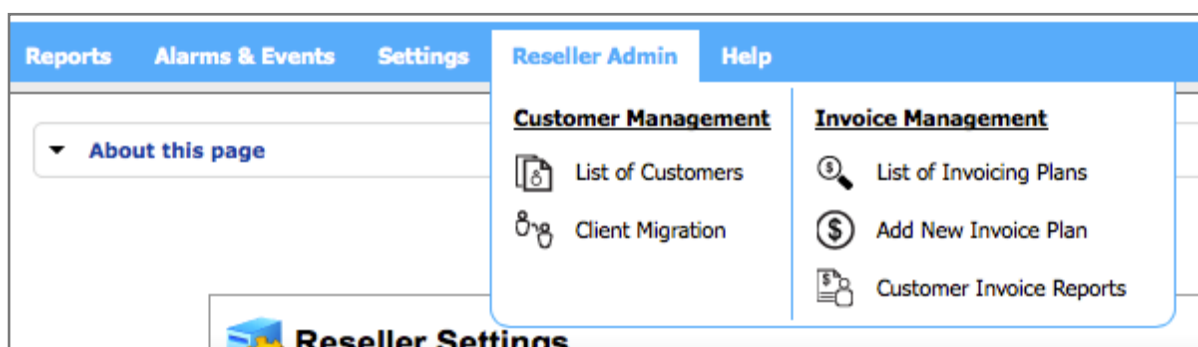 Reports Alarms & Events Settings Reseller Admin Help
About this page
Customer Management
List of Customers
Client Migration
Invoice Management
List of Invoicing Plans
Add New Invoice Plan
Customer Invoice Reports
Reseller Settings